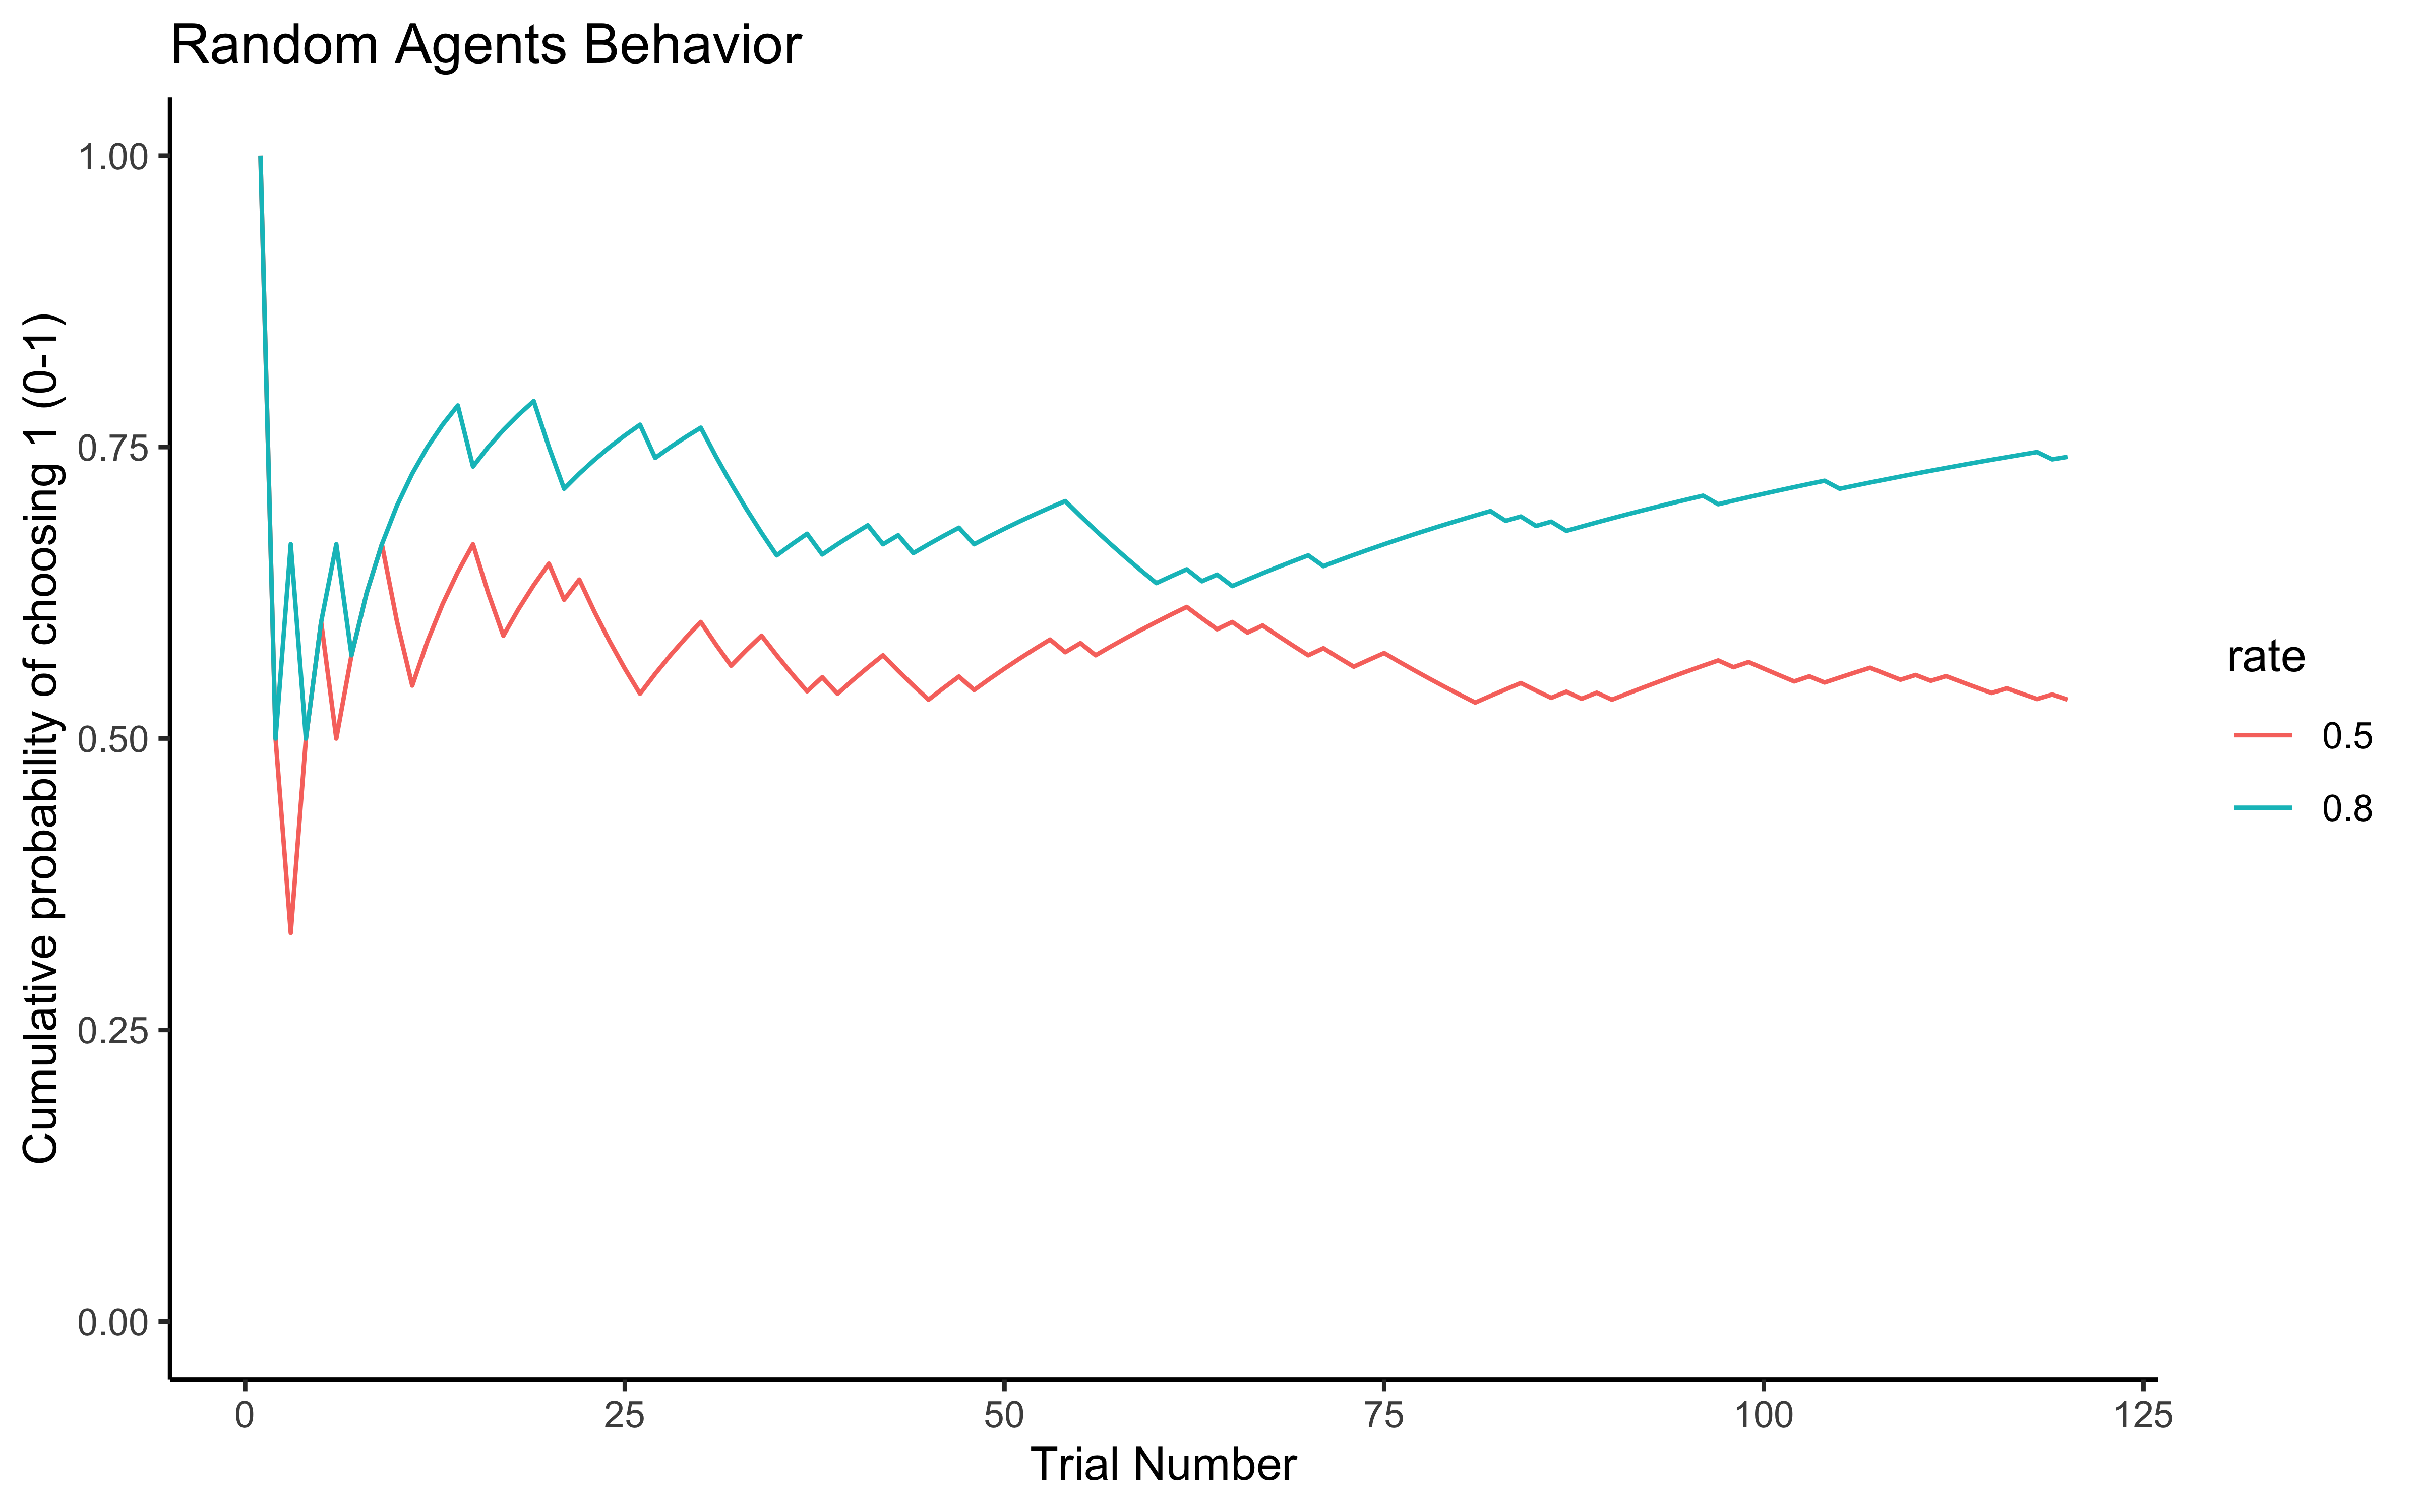 Random Agents Behavior
Cumulative probability of choosing 1 (0-1)
1.00
0.75
0.50
0.25
0.00
0 25 50 75 100 125
Trial Number
rate
0.5
0.8